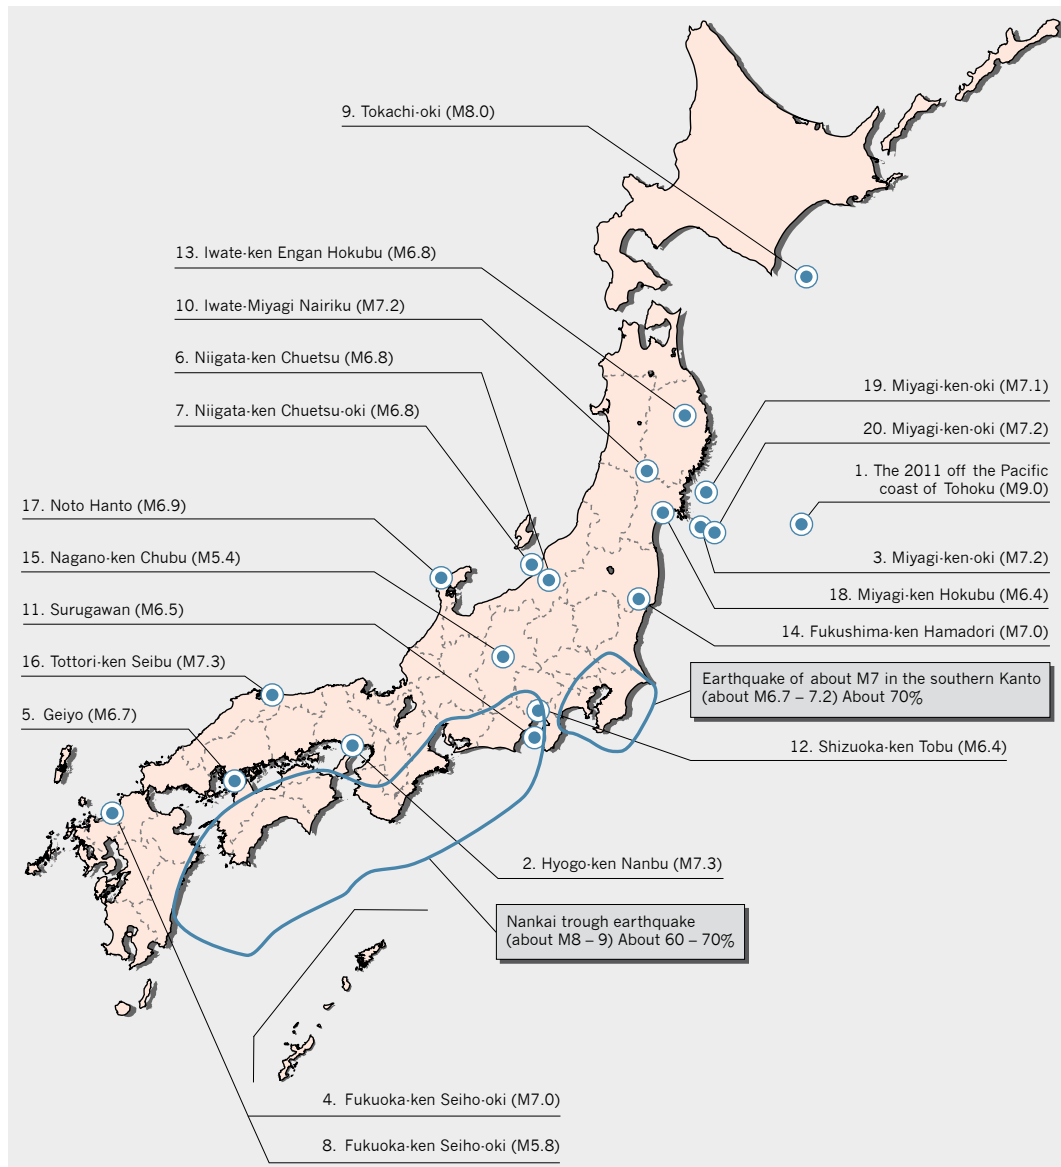 9. Tokachi-oki (M8.0)
13. Iwate-ken Engan Hokubu (M6.8)
10. Iwate-Miyagi Nairiku (M7.2)
6. Niigata-ken Chuetsu (M6.8)
7. Niigata-ken Chuetsu-oki (M6.8)
17. Noto Hanto (M6.9)
15. Nagano-ken Chubu (M5.4)
11. Surugawan (M6.5)
16. Tottori-ken Seibu (M7.3)
5. Geiyo (M6.7)
19. Miyagi-ken-oki (M7.1)
20. Miyagi-ken-oki (M7.2)
1. The 2011 off the Pacific
coast of Tohoku (M9.0)
3. Miyagi-ken-oki (M7.2)
18. Miyagi-ken Hokubu (M6.4)
14. Fukushima-ken Hamadori (M7.0)
Earthquake of about M7 in the southern Kanto
(about M6.7 – 7.2) About 70%
12. Shizuoka-ken Tobu (M6.4)
2. Hyogo-ken Nanbu (M7.3)
Nankai trough earthquake
(about M8 – 9) About 60 – 70%
4. Fukuoka-ken Seiho-oki (M7.0)
8. Fukuoka-ken Seiho-oki (M5.8)